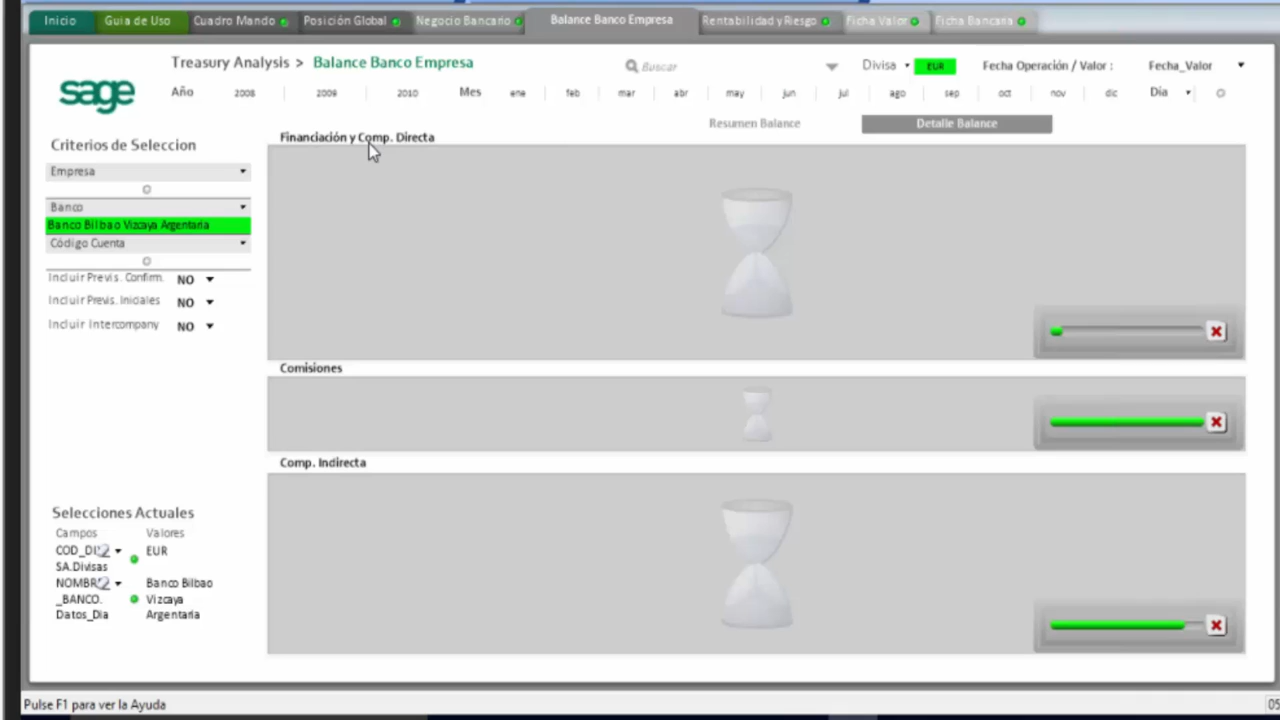 Inicio
Guia de Uso
Cuadro Mando
Posición Global
Negocio Bancario
Balance Banco Empresa
Rentabilidad y Riesgo
Ficha Valor
Ficha Bancaria
sage
Treasury Analysis > Balance Banco Empresa
Buscar
Divisa
EUR
Fecha Operación / Valor :
Fecha_Valor
Año
2008
2009
2010
Mes
ene
feb
mar
abr
may
jun
jul
ago
sep
oct
nov
dic
Día
Resumen Balance
Detalle Balance
Criterios de Seleccion
Empresa
Banco
Banco Bilbao Vizcaya Argentaria
Código Cuenta
Incluir Previs. Confirm. NO
Incluir Previs. Iniciales NO
Incluir Intercompany NO
Financiación y Comp. Directa
Comisiones
Comp. Indirecta
Selecciones Actuales
Campos Valores
COD_DI EUR
SA.Divisas
NOMBR Banco Bilbao
_BANCO. Vizcaya
Datos_Dia Argentaria
Pulse F1 para ver la Ayuda
05